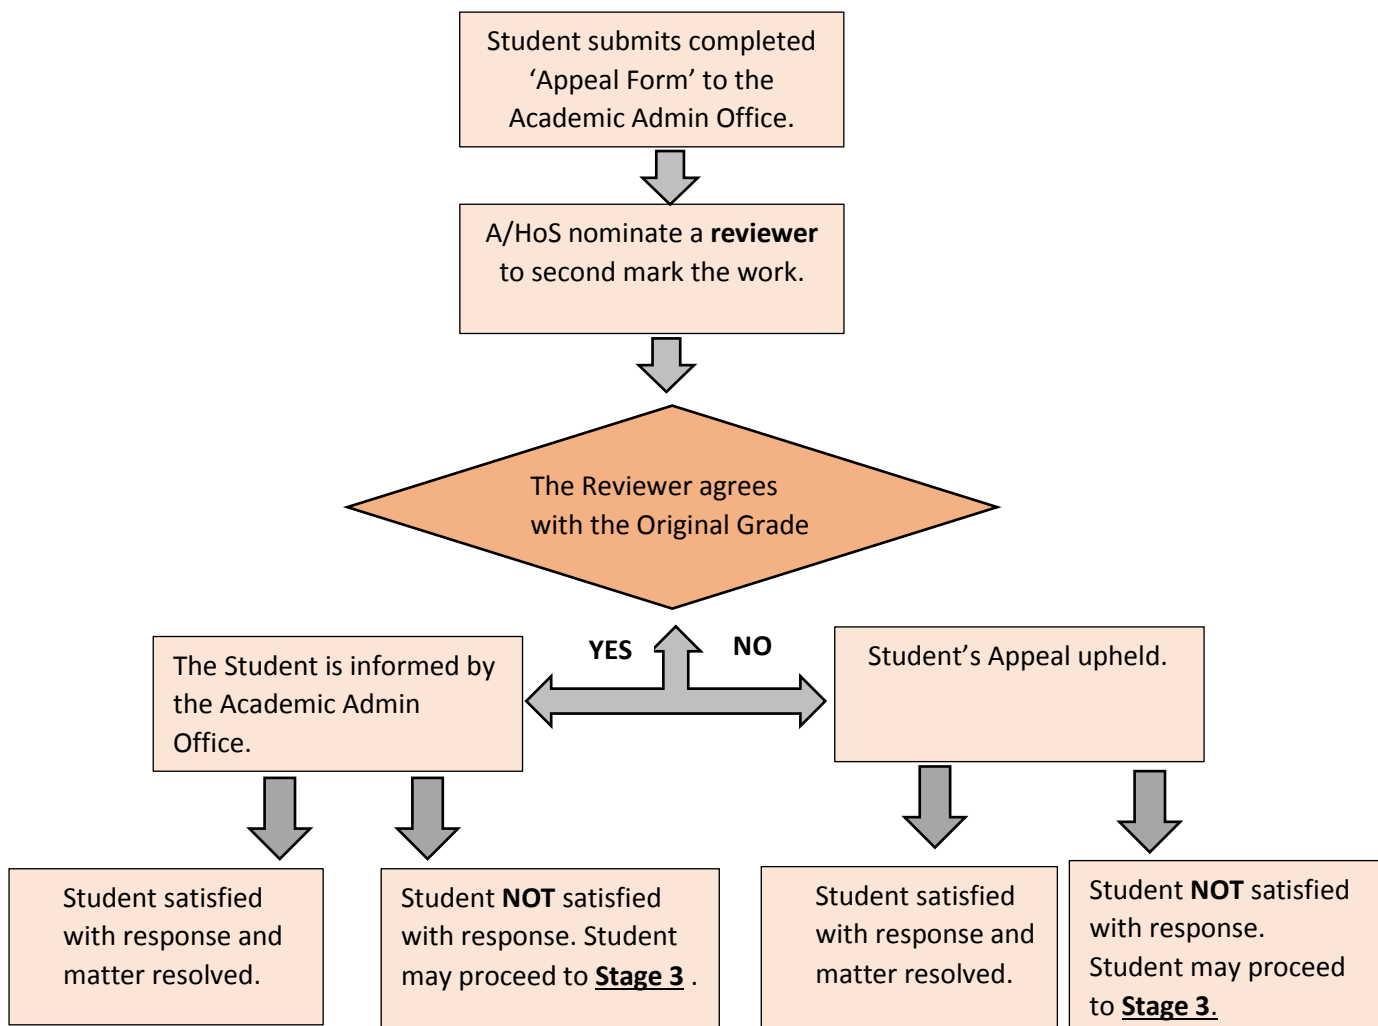 Student submits completed
‘Appeal Form’ to the
Academic Admin Office.
A/HoS nominate a reviewer
to second mark the work.
The Reviewer agrees
with the Original Grade
YES
NO
The Student is informed by
the Academic Admin
Office.
Student’s Appeal upheld.
Student satisfied
with response and
matter resolved.
Student NOT satisfied
with response. Student
may proceed to Stage 3 .
Student satisfied
with response and
matter resolved.
Student NOT satisfied
with response.
Student may proceed
to Stage 3.